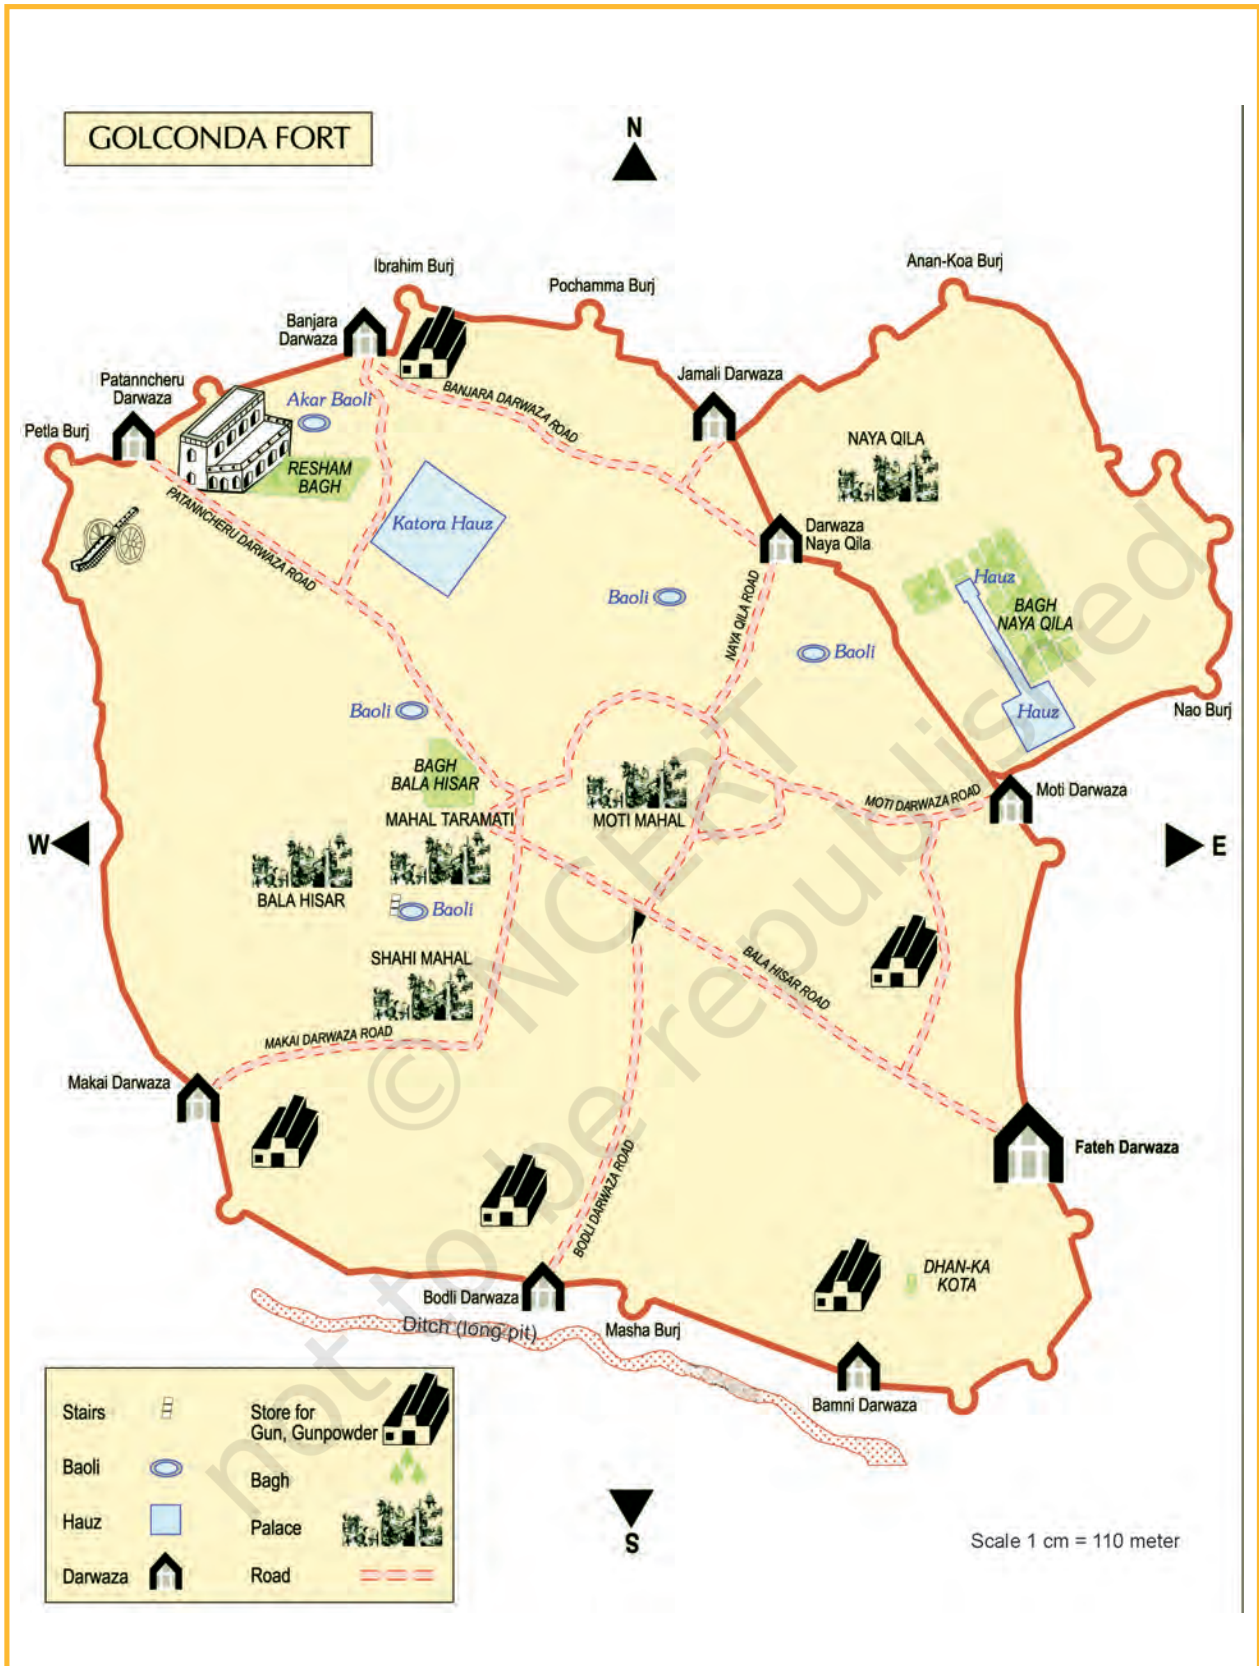 GOLCONDA FORT
N
Ibrahim Burj
Anan-Koa Burj
Pochamma Burj
Banjara
Darwaza
Patanncheru
Darwaza
Jamali Darwaza
BANJARA DARWAZA ROAD
Akar Baoli
Petla Burj
NAYA QILA
RESHAM
BAGH
PATANNCHERU DARWAZA ROAD
Katora Hauz
Darwaza
Naya Qila
Hauz
BAGH
NAYA QILA
Baoli
NAYA QILA ROAD
Baoli
Baoli
Hauz
Nao Burj
BAGH
BALA HISAR
MOTI DARWAZA ROAD
Moti Darwaza
MAHAL TARAMATI
MOTI MAHAL
W
E
BALA HISAR
Baoli
SHAHI MAHAL
BALA HISAR ROAD
MAKAI DARWAZA ROAD
Makai Darwaza
Fateh Darwaza
BODLI DARWAZA ROAD
DHAN-KA
KOTA
Bodli Darwaza
Ditch (long pit)
Masha Burj
Bamni Darwaza
Stairs
Store for
Gun, Gunpowder
Baoli
Bagh
Hauz
Palace
Darwaza
Road
S
Scale 1 cm = 110 meter
© NCERT
not to be republished